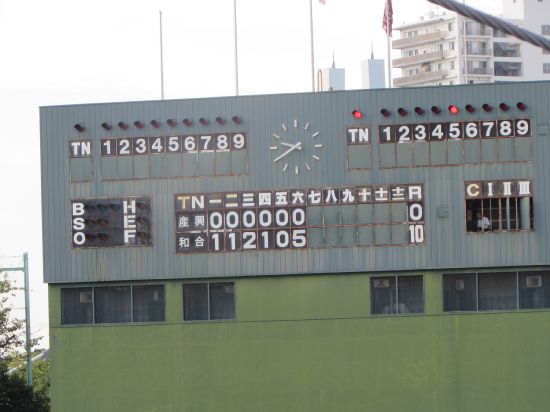 TN 1 2 3 4 5 6 7 8 9
TN 1 2 3 4 5 6 7 8 9
B H
S E
O F
TN 一 二 三 四 五 六 七 八 九 十 士 士 R
産興 0 0 0 0 0 0 0
和合 1 1 2 1 0 5 10
C I II III